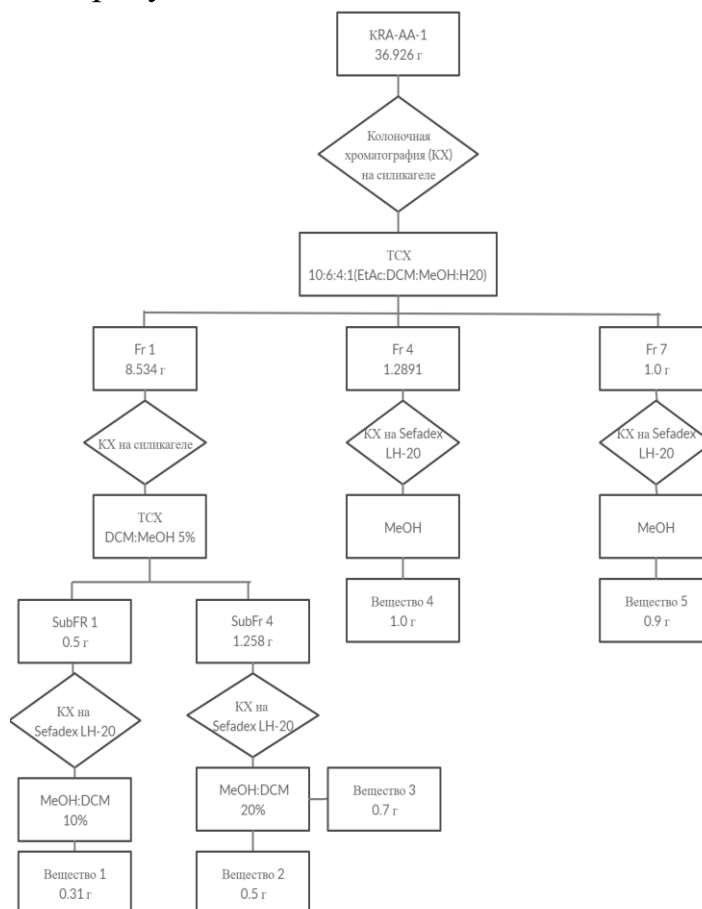 КRA-AA-1
36.926 г
Колоночная
хроматография (КХ)
на силикагеле
ТСХ
10:6:4:1(EtAc:DCM:MeOH:H20)
Fr 1
8.534 г
Fr 4
1.2891
Fr 7
1.0 г
КХ на силикагеле
КХ на Sefadex
LH-20
КХ на Sefadex
LH-20
ТСХ
DCM:MeOH 5%
MeOH
MeOH
SubFR 1
0.5 г
SubFr 4
1.258 г
Вещество 4
1.0 г
Вещество 5
0.9 г
КХ на
Sefadex LH-20
КХ на
Sefadex LH-20
MeOH:DCM
10%
MeOH:DCM
20%
Вещество 3
0.7 г
Вещество 1
0.31 г
Вещество 2
0.5 г